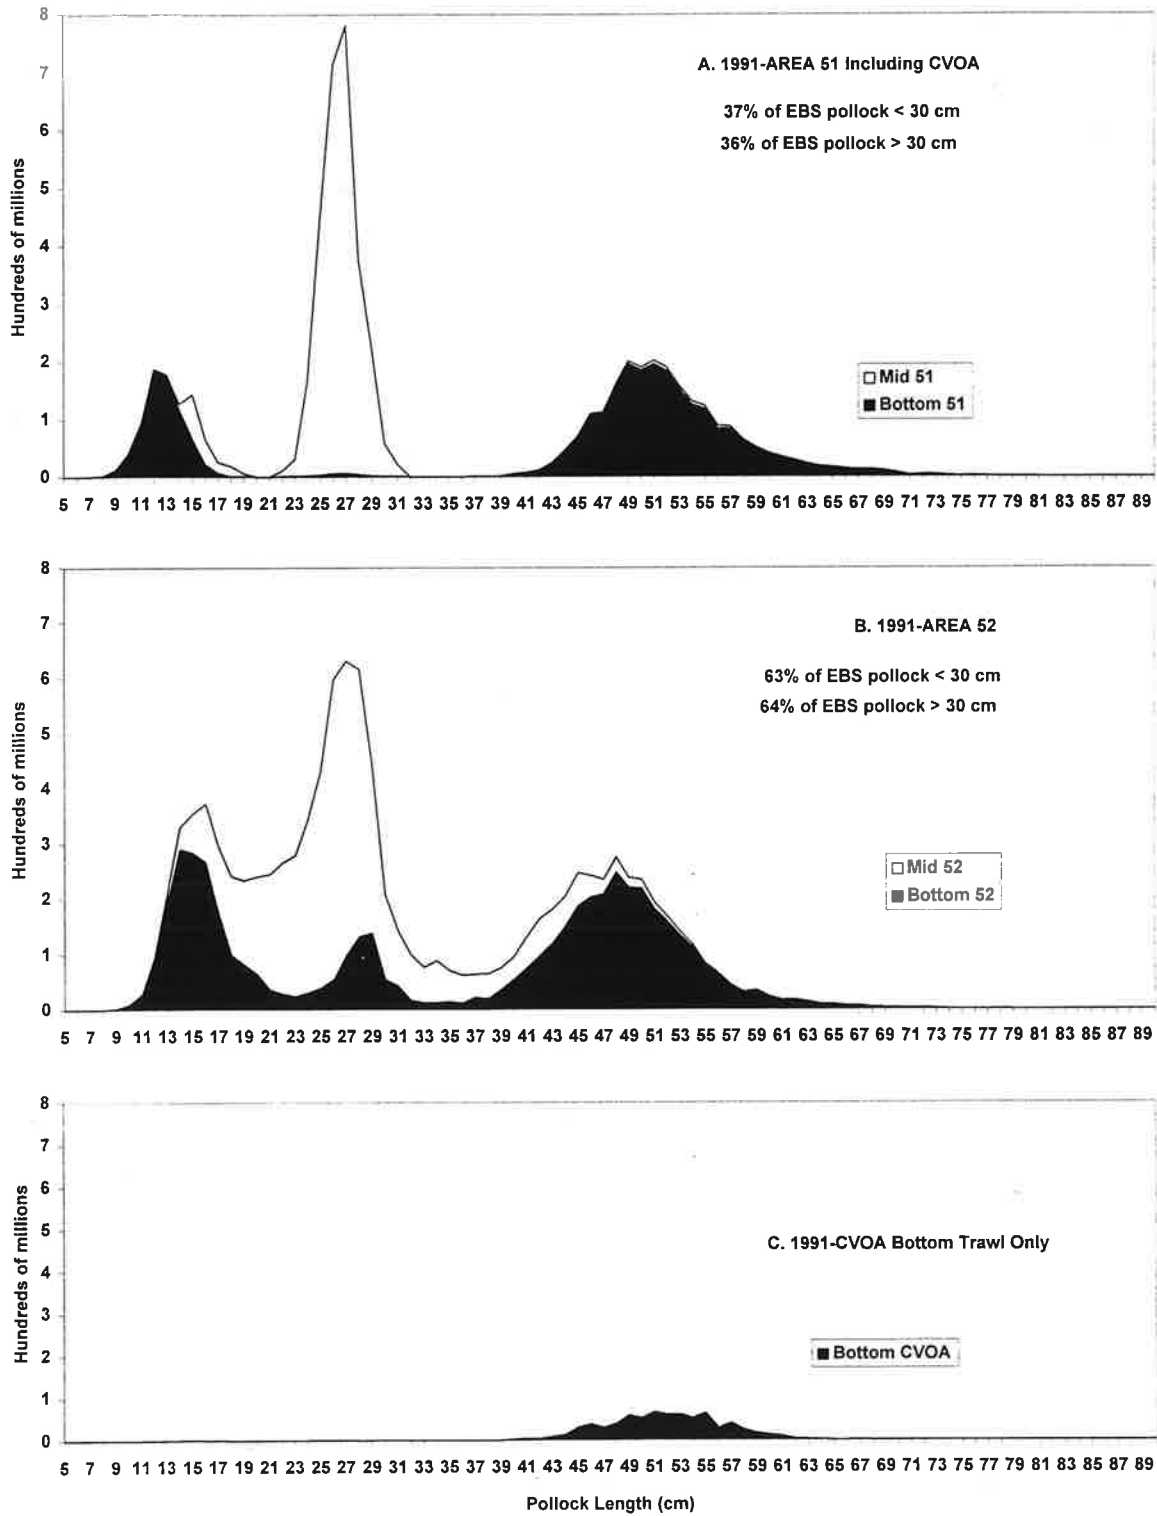 A. 1991-AREA 51 Including CVOA
37% of EBS pollock < 30 cm
36% of EBS pollock > 30 cm
Hundreds of millions
8
7
6
5
4
3
2
1
0
Mid 51
Bottom 51
5 7 9 11 13 15 17 19 21 23 25 27 29 31 33 35 37 39 41 43 45 47 49 51 53 55 57 59 61 63 65 67 69 71 73 75 77 79 81 83 85 87 89
B. 1991-AREA 52
63% of EBS pollock < 30 cm
64% of EBS pollock > 30 cm
Hundreds of millions
8
7
6
5
4
3
2
1
0
Mid 52
Bottom 52
5 7 9 11 13 15 17 19 21 23 25 27 29 31 33 35 37 39 41 43 45 47 49 51 53 55 57 59 61 63 65 67 69 71 73 75 77 79 81 83 85 87 89
C. 1991-CVOA Bottom Trawl Only
Hundreds of millions
8
7
6
5
4
3
2
1
0
Bottom CVOA
5 7 9 11 13 15 17 19 21 23 25 27 29 31 33 35 37 39 41 43 45 47 49 51 53 55 57 59 61 63 65 67 69 71 73 75 77 79 81 83 85 87 89
Pollock Length (cm)